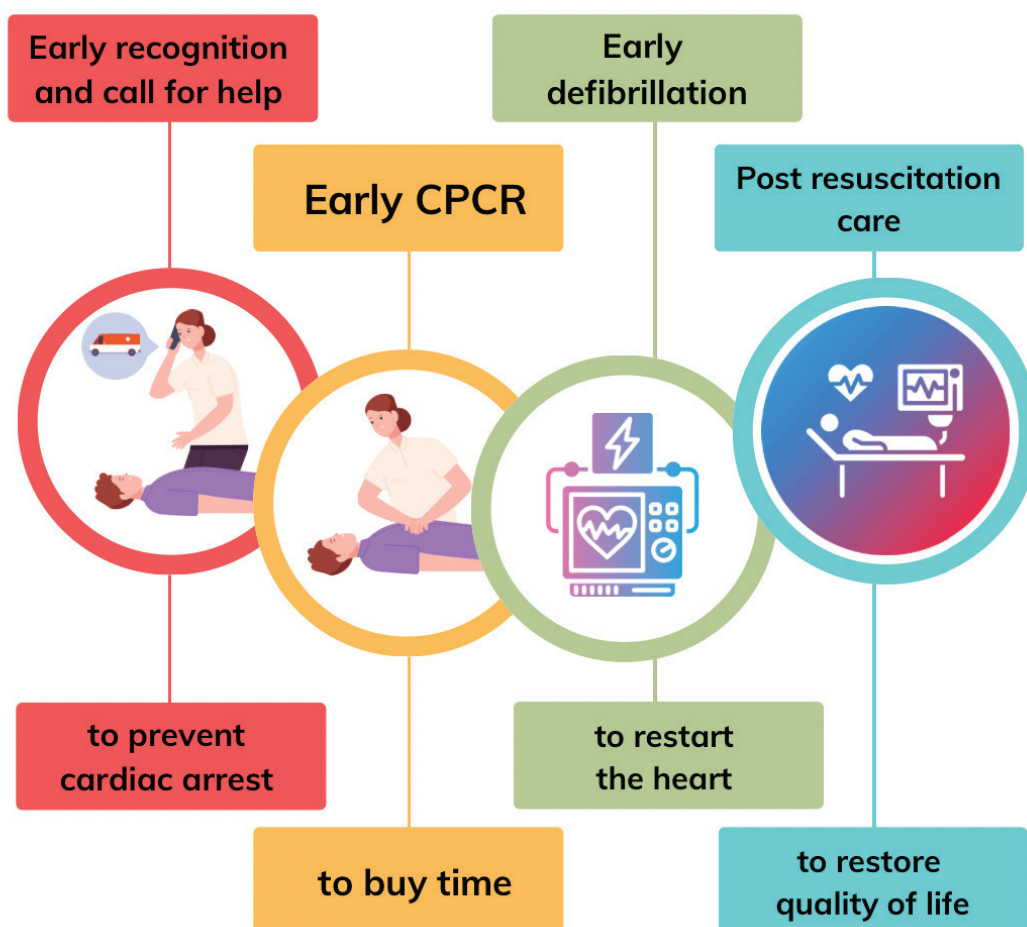 Early recognition
and call for help
to prevent
cardiac arrest
Early CPCR
to buy time
Early
defibrillation
to restart
the heart
Post resuscitation
care
to restore
quality of life